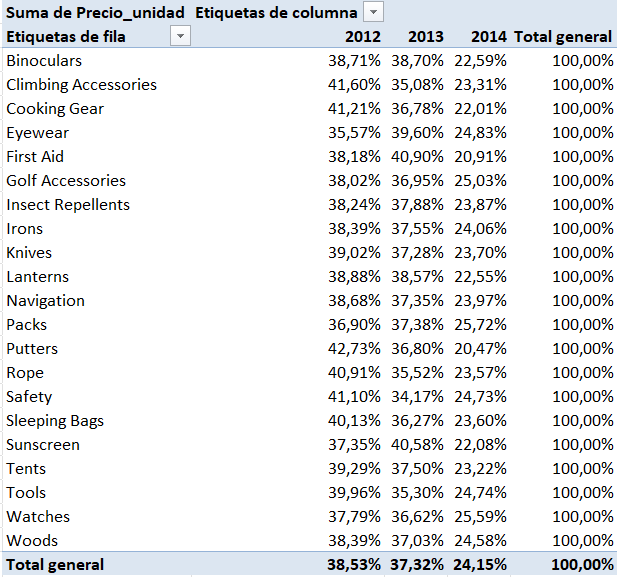 Suma de Precio_unidad Etiquetas de columna
Etiquetas de fila 2012 2013 2014 Total general
Binoculars 38,71% 38,70% 22,59% 100,00%
Climbing Accessories 41,60% 35,08% 23,31% 100,00%
Cooking Gear 41,21% 36,78% 22,01% 100,00%
Eyewear 35,57% 39,60% 24,83% 100,00%
First Aid 38,18% 40,90% 20,91% 100,00%
Golf Accessories 38,02% 36,95% 25,03% 100,00%
Insect Repellents 38,24% 37,88% 23,87% 100,00%
Irons 38,39% 37,55% 24,06% 100,00%
Knives 39,02% 37,28% 23,70% 100,00%
Lanterns 38,88% 38,57% 22,55% 100,00%
Navigation 38,68% 37,35% 23,97% 100,00%
Packs 36,90% 37,38% 25,72% 100,00%
Putters 42,73% 36,80% 20,47% 100,00%
Rope 40,91% 35,52% 23,57% 100,00%
Safety 41,10% 34,17% 24,73% 100,00%
Sleeping Bags 40,13% 36,27% 23,60% 100,00%
Sunscreen 37,35% 40,58% 22,08% 100,00%
Tents 39,29% 37,50% 23,22% 100,00%
Tools 39,96% 35,30% 24,74% 100,00%
Watches 37,79% 36,62% 25,59% 100,00%
Woods 38,39% 37,03% 24,58% 100,00%
Total general 38,53% 37,32% 24,15% 100,00%